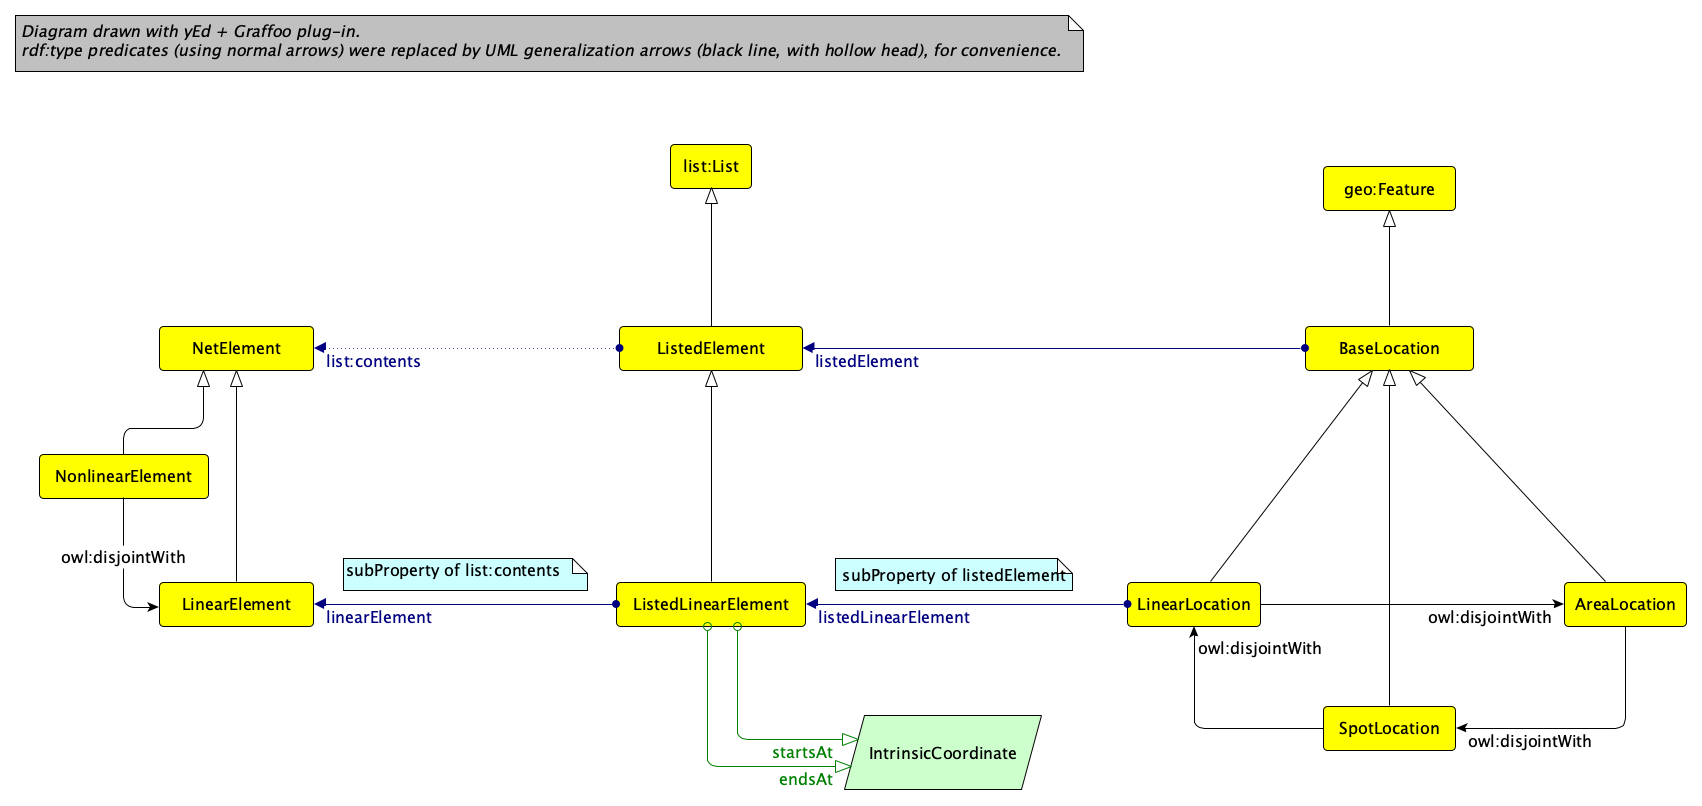 Diagram drawn with yEd + Graffoo plug-in.
rdf:type predicates (using normal arrows) were replaced by UML generalization arrows (black line, with hollow head), for convenience.
list:List
geo:Feature
NetElement
list:contents
ListedElement
listedElement
BaseLocation
NonlinearElement
owl:disjointWith
subProperty of list:contents
subProperty of listedElement
LinearElement
linearElement
ListedLinearElement
listedLinearElement
LinearLocation
owl:disjointWith
AreaLocation
owl:disjointWith
SpotLocation
owl:disjointWith
startsAt
endsAt
IntrinsicCoordinate